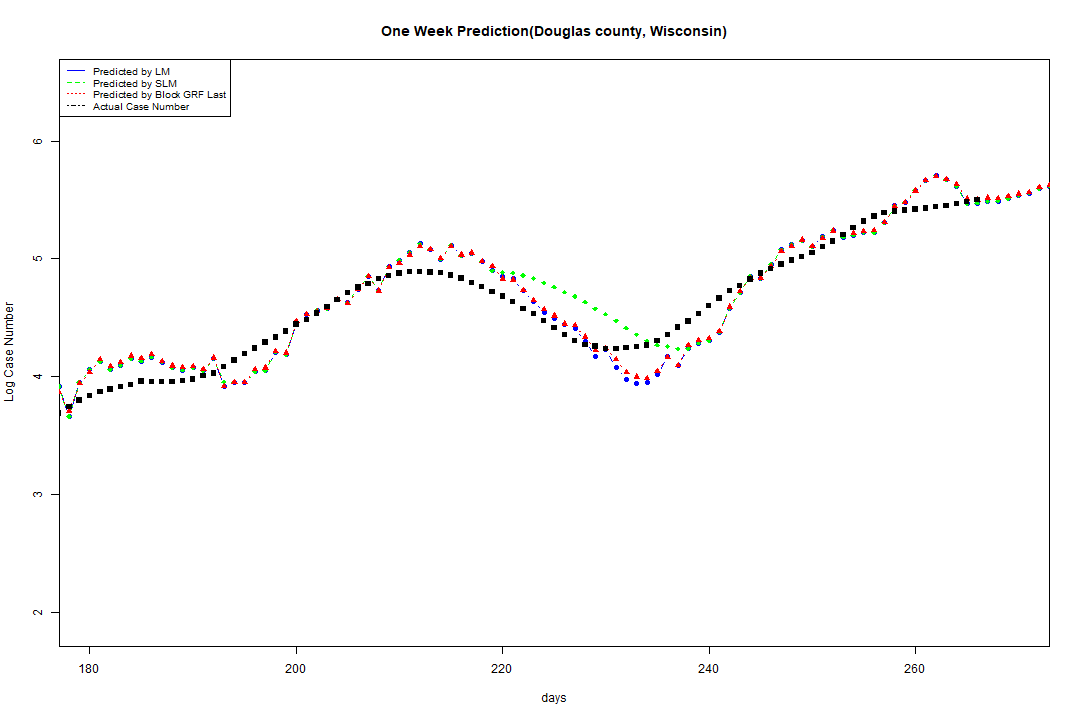 One Week Prediction(Douglas county, Wisconsin)
Predicted by LM
Predicted by SLM
Predicted by Block GRF Last
Actual Case Number
6
5
4
3
2
Log Case Number
180 200 220 240 260
days